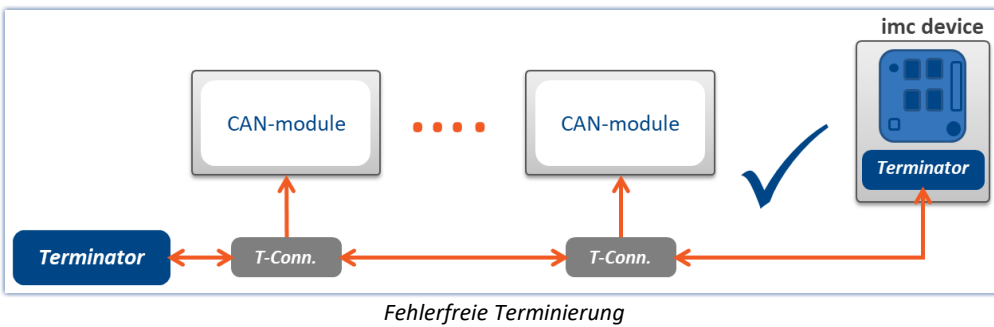 imc device
CAN-module
CAN-module
Terminator
Terminator
T-Conn.
T-Conn.
Fehlerfreie Terminierung